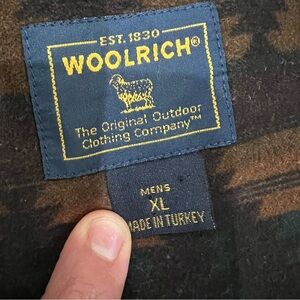 EST. 1830
WOOLRICH®
The Original Outdoor
Clothing Company™
MENS
XL
MADE IN TURKEY